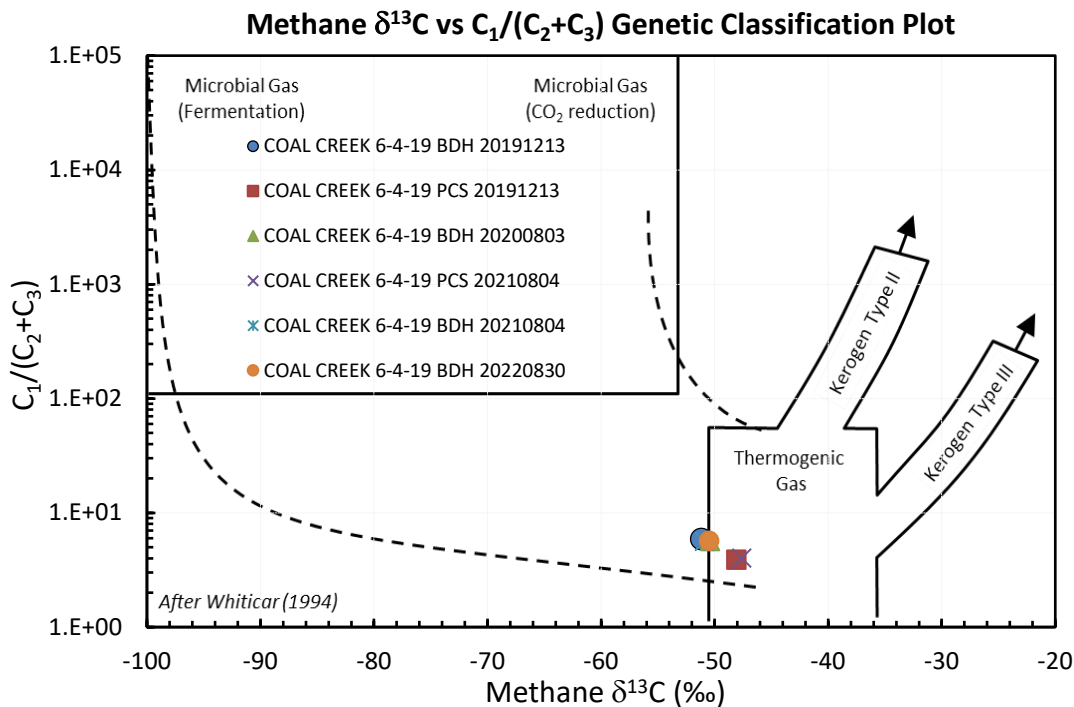 Methane δ¹³C vs C₁/(C₂+C₃) Genetic Classification Plot
C₁/(C₂+C₃)
1.E+05
1.E+04
1.E+03
1.E+02
1.E+01
1.E+00
Microbial Gas
(Fermentation)
Microbial Gas
(CO₂ reduction)
COAL CREEK 6-4-19 BDH 20191213
COAL CREEK 6-4-19 PCS 20191213
COAL CREEK 6-4-19 BDH 20200803
COAL CREEK 6-4-19 PCS 20210804
COAL CREEK 6-4-19 BDH 20210804
COAL CREEK 6-4-19 BDH 20220830
Kerogen Type II
Kerogen Type III
Thermogenic
Gas
After Whiticar (1994)
-100
-90
-80
-70
-60
-50
-40
-30
-20
Methane δ¹³C (‰)